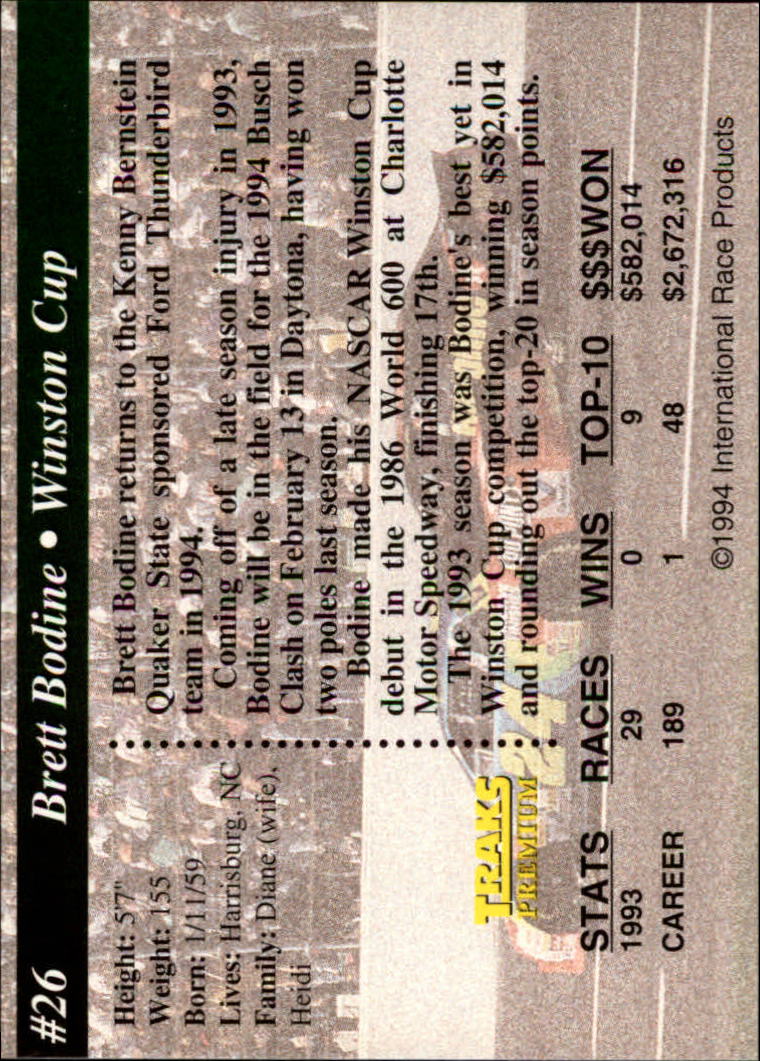 #26 Brett Bodine • Winston Cup
Height: 5'7"
Weight: 155
Born: 1/11/59
Lives: Harrisburg, NC
Family: Diane (wife),
Heidi
Brett Bodine returns to the Kenny Bernstein
Quaker State sponsored Ford Thunderbird
team in 1994.
Coming off of a late season injury in 1993,
Bodine will be in the field for the 1994 Busch
Clash on February 13 in Daytona, having won
two poles last season.
Bodine made his NASCAR Winston Cup
debut in the 1986 World 600 at Charlotte
Motor Speedway, finishing 17th.
The 1993 season was Bodine's best yet in
Winston Cup competition, winning $582,014
and rounding out the top-20 in season points.
TRAKS
PREMIUM
26
STATS RACES WINS TOP-10 $$$WON
1993 29 0 9 $582,014
CAREER 189 1 48 $2,672,316
©1994 International Race Products